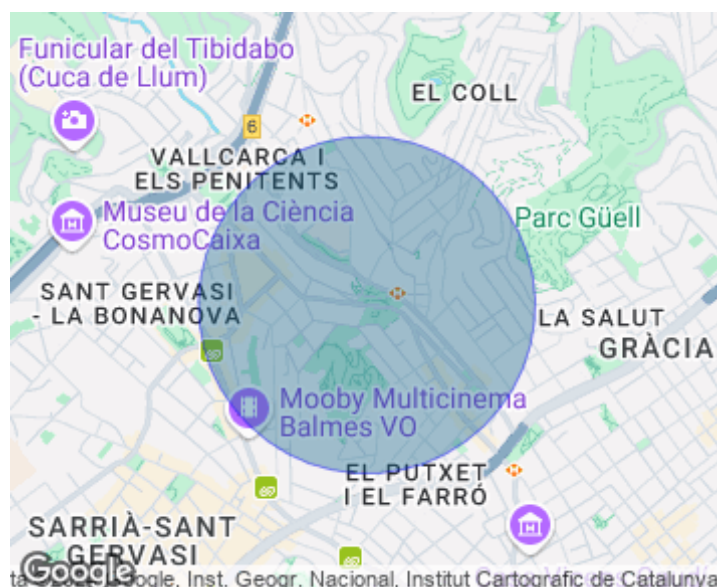 Funicular del Tibidabo
(Cuca de Llum)
EL COLL
6
VALLCARCA I
ELS PENITENTS
Museu de la Ciència
CosmoCaixa
Parc Güell
SANT GERVASI
- LA BONANOVA
LA SALUT
GRÀCIA
Mooby Multicinema
Balmes VO
EL PUTXET
I EL FARRÓ
SARRIÀ-SANT
GERVASI
Google
Google, Inst. Geogr. Nacional, Institut Cartogràfic de Catalunya